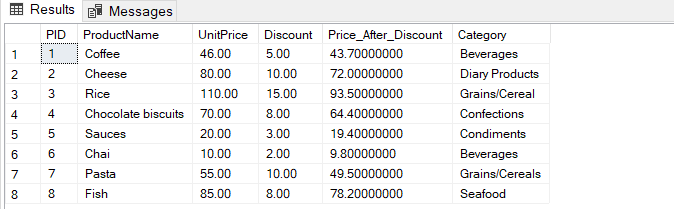 Results Messages
PID ProductName UnitPrice Discount Price_After_Discount Category
1 1 Coffee 46.00 5.00 43.70000000 Beverages
2 2 Cheese 80.00 10.00 72.00000000 Diary Products
3 3 Rice 110.00 15.00 93.50000000 Grains/Cereal
4 4 Chocolate biscuits 70.00 8.00 64.40000000 Confections
5 5 Sauces 20.00 3.00 19.40000000 Condiments
6 6 Chai 10.00 2.00 9.80000000 Beverages
7 7 Pasta 55.00 10.00 49.50000000 Grains/Cereals
8 8 Fish 85.00 8.00 78.20000000 Seafood